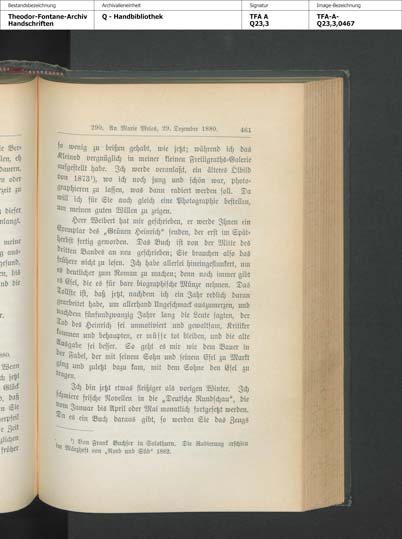 Bestandsbezeichnung
Theodor-Fontane-Archiv
Handschriften
Archivalieneinheit
Q - Handbibliothek
Signatur
TFA A
Q23,3
Image-Bezeichnung
TFA-A-
Q23,3,0467
290. An Marie Melos, 29. Dezember 1880. 461
so wenig zu beißen gehabt, wie jetzt; während ich das
Kleinod vergnüglich in meiner kleinen Freiligraths-Galerie
aufgestellt habe. Ich werde veranlaßt, ein älteres Ölbild
von 1873¹), wo ich noch jung und schön war, photo-
graphieren zu lassen, was dann radiert werden soll. Da
will ich für Sie auch gleich eine Photographie bestellen,
um meinen guten Willen zu zeigen.
Herr Weibert hat mir geschrieben, er werde Ihnen ein
Exemplar des „Grünen Heinrich“ senden, der erst im Spät-
herbst fertig geworden. Das Buch ist von der Mitte des
dritten Bandes an neu geschrieben; Sie brauchen also das
frühere nicht zu lesen. Ich habe allerlei hineingeflunkert, um
es deutlicher zum Roman zu machen; denn noch immer gibt
es Esel, die es für bare biographische Münze nehmen. Das
Tollste ist, daß jetzt, nachdem ich ein Jahr redlich daran
gearbeitet habe, um allerhand Ungeschmack auszumerzen, und
nachdem fünfundzwanzig Jahre lang die Leute sagten, der
Tod des Heinrich sei unmotiviert und gewaltsam, Kritiker
kommen und behaupten, er müsse tot bleiben, und die alte
Ausgabe sei besser. So geht es mir wie dem Bauer in
der Fabel, der mit seinem Sohn und seinem Esel zu Markt
ging und zuletzt dazu kam, mit dem Sohne den Esel zu
tragen.
Ich bin jetzt etwas fleißiger als vorigen Winter. Ich
schmiere frische Novellen in die „Deutsche Rundschau“, die
vom Januar bis April oder Mai monatlich fortgesetzt werden.
Da es ein Buch daraus gibt, so werden Sie das Zeugs
¹) Von Frank Buchser in Solothurn. Die Radierung erschien
im Märzheft von „Nord und Süd“ 1882.